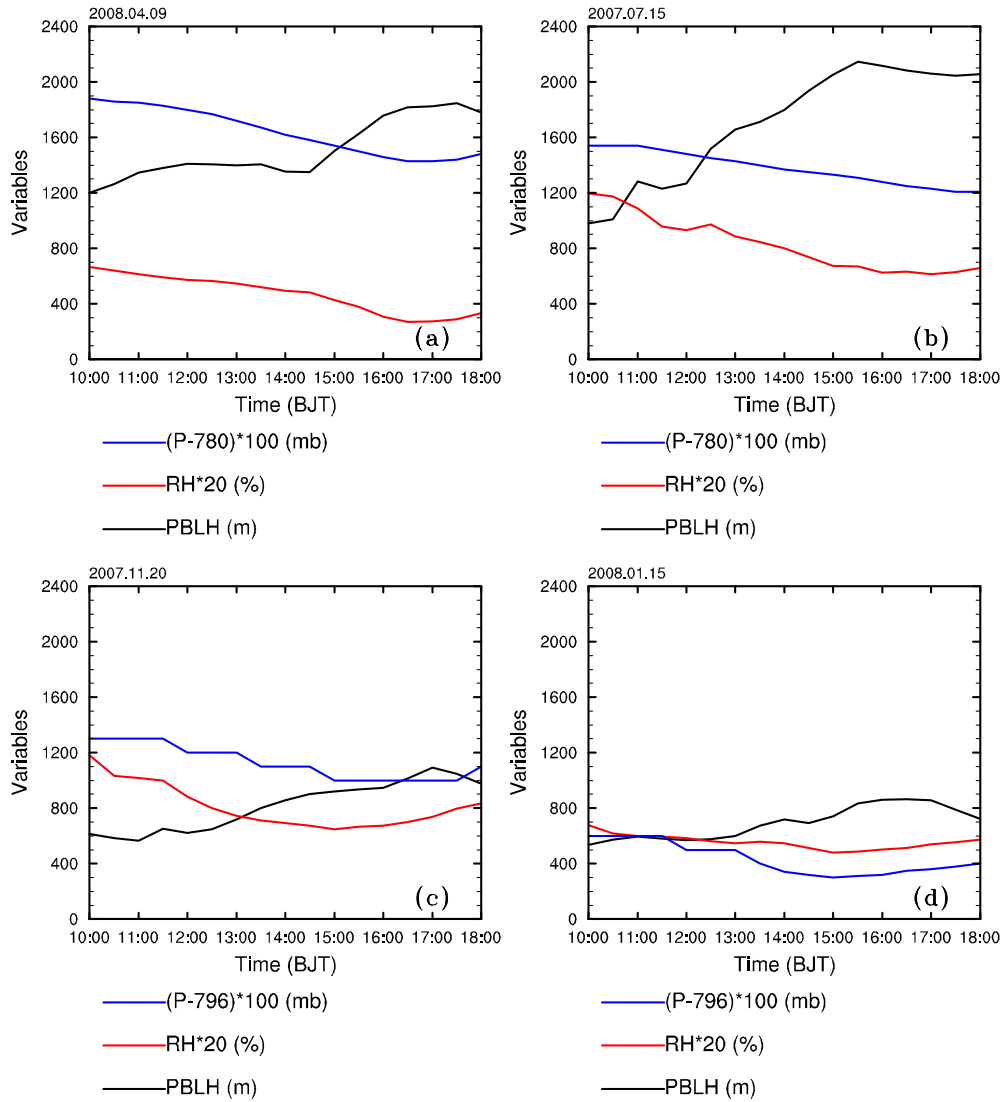 2008.04.09
2400
2000
1600
1200
800
400
0
Variables
(a)
10:00 11:00 12:00 13:00 14:00 15:00 16:00 17:00 18:00
Time (BJT)
(P-780)*100 (mb)
RH*20 (%)
PBLH (m)
2007.07.15
2400
2000
1600
1200
800
400
0
Variables
(b)
10:00 11:00 12:00 13:00 14:00 15:00 16:00 17:00 18:00
Time (BJT)
(P-780)*100 (mb)
RH*20 (%)
PBLH (m)
2007.11.20
2400
2000
1600
1200
800
400
0
Variables
(c)
10:00 11:00 12:00 13:00 14:00 15:00 16:00 17:00 18:00
Time (BJT)
(P-796)*100 (mb)
RH*20 (%)
PBLH (m)
2008.01.15
2400
2000
1600
1200
800
400
0
Variables
(d)
10:00 11:00 12:00 13:00 14:00 15:00 16:00 17:00 18:00
Time (BJT)
(P-796)*100 (mb)
RH*20 (%)
PBLH (m)